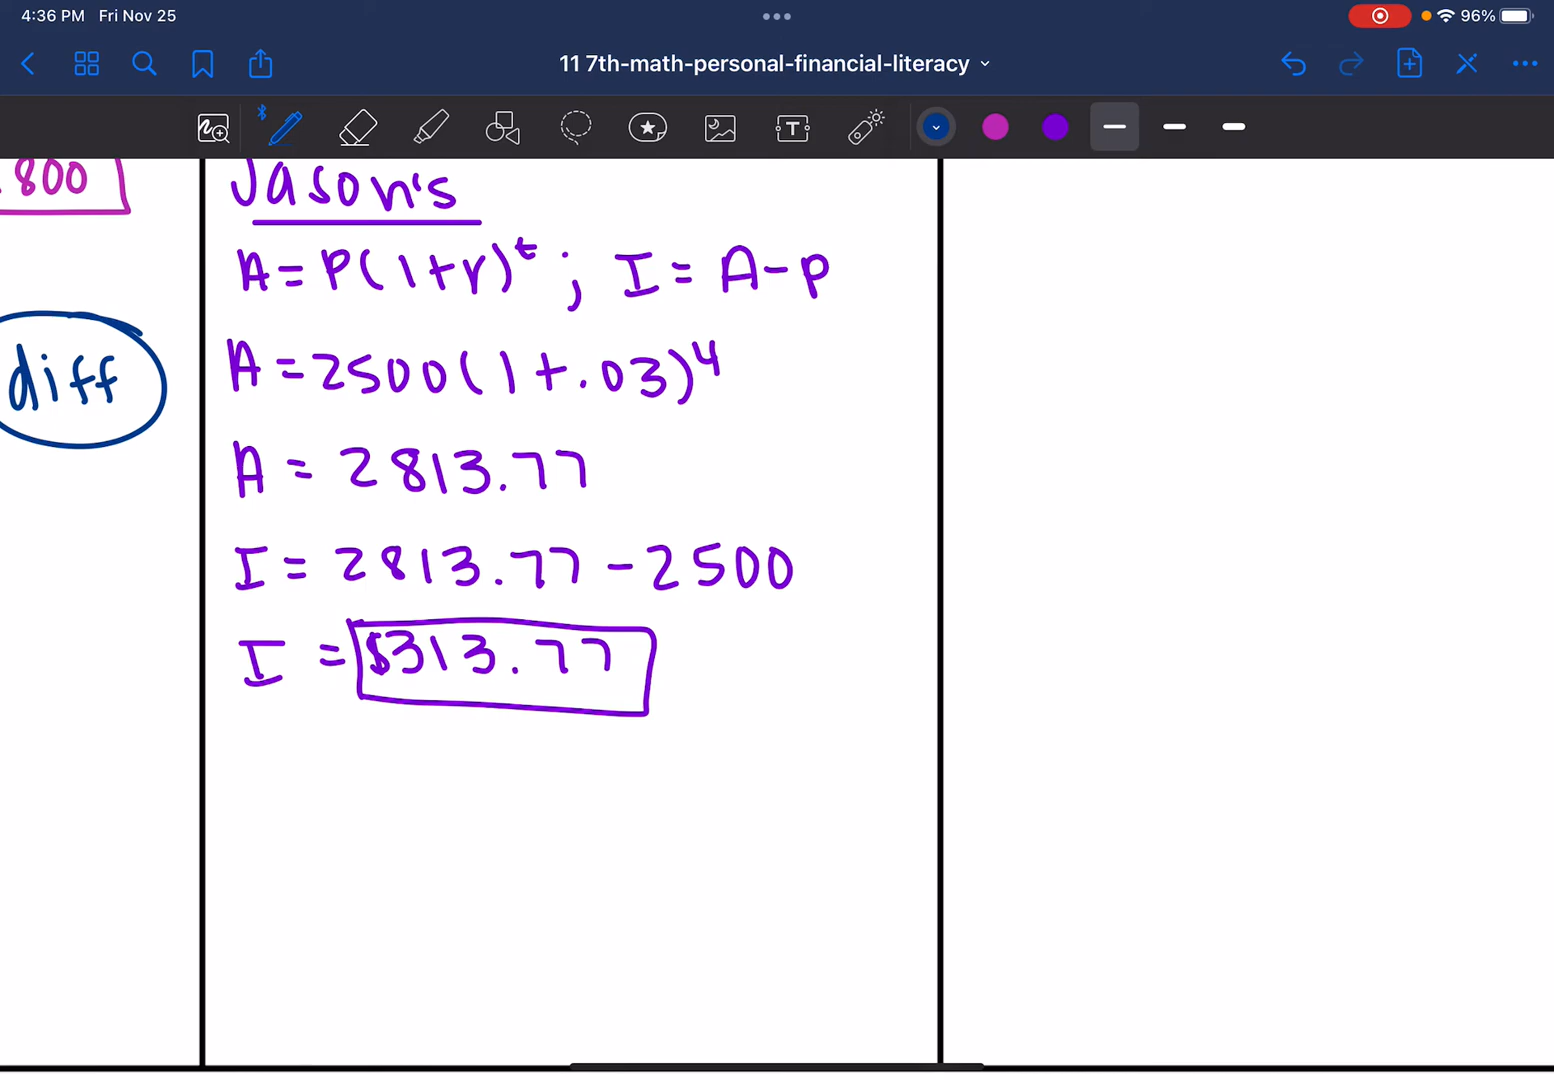 4:36 PM Fri Nov 25
96%
11 7th-math-personal-financial-literacy
T
.800
diff
Jason's
A = P(1+r)^t ; I = A-p
A = 2500(1+.03)^4
A = 2813.77
I = 2813.77 - 2500
I = $313.77